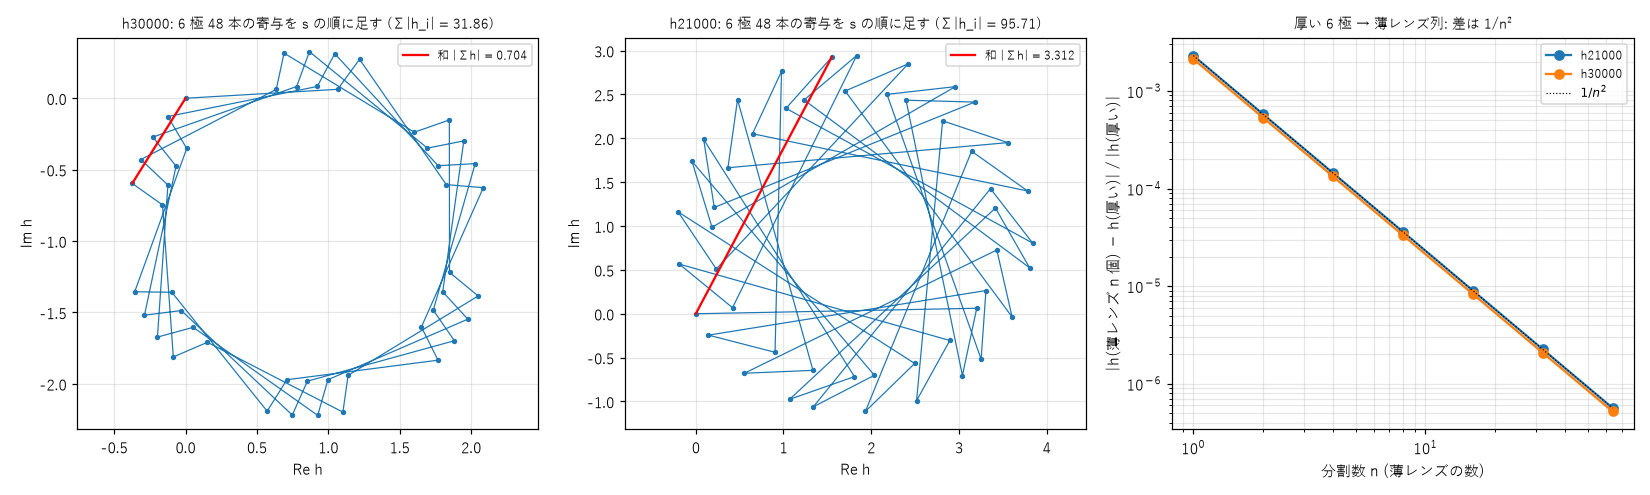 h30000: 6 極 48 本の寄与を s の順に足す (Σ|h_i| = 31.86)
和 |Σh| = 0.704
0.0
-0.5
-1.0
-1.5
-2.0
Im h
-0.5
0.0
0.5
1.0
1.5
2.0
Re h
h21000: 6 極 48 本の寄与を s の順に足す (Σ|h_i| = 95.71)
和 |Σh| = 3.312
3.0
2.5
2.0
1.5
1.0
0.5
0.0
-0.5
-1.0
Im h
0
1
2
3
4
Re h
厚い 6 極 → 薄レンズ列: 差は 1/n²
h21000
h30000
1/n²
10⁻³
10⁻⁴
10⁻⁵
10⁻⁶
|h(薄レンズ n 個) − h(厚い)| / |h(厚い)|
10⁰
10¹
分割数 n (薄レンズの数)